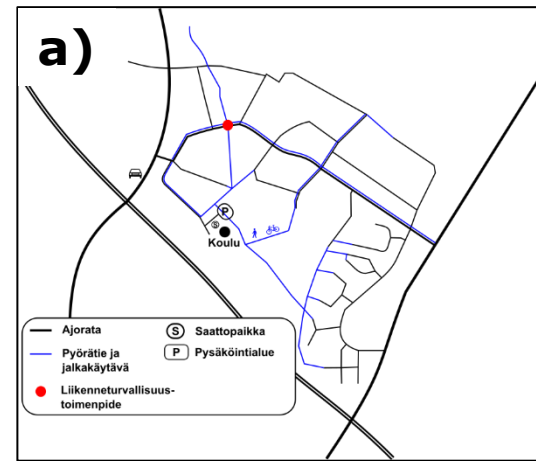 a)
P
S
Koulu
Ajorata
S Saattopaikka
Pyörätie ja
jalkakäytävä
P Pysäköintialue
Liikenneturvallisuus-
toimenpide